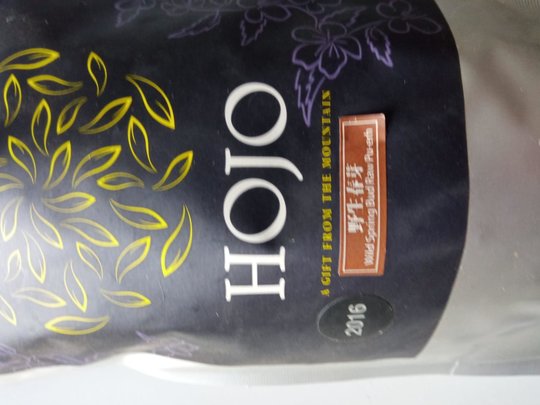 HOJO
A GIFT FROM THE MOUNTAIN
野生春芽
Wild Spring Bud Raw Pu-erh
2016